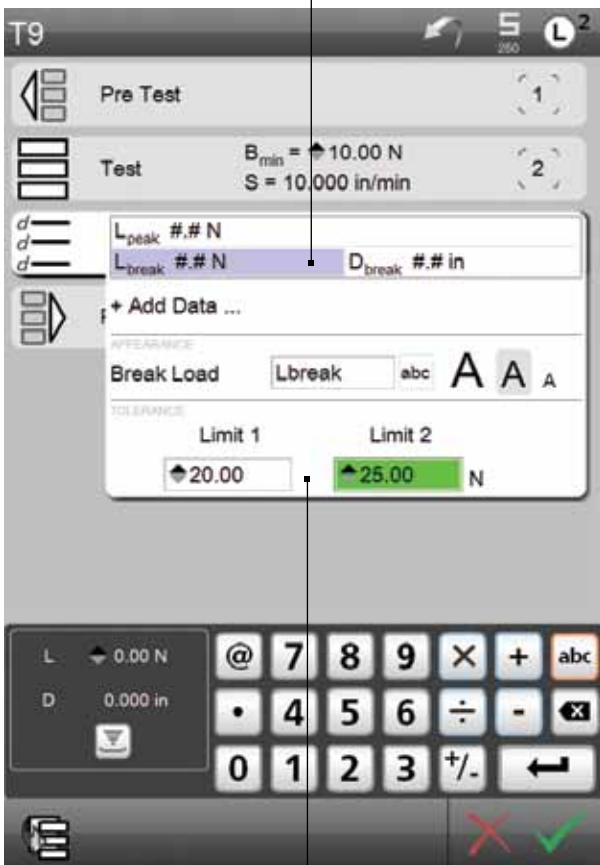 T9
S
250
L 2
Pre Test
1
Test
Bmin = 10.00 N
S = 10.000 in/min
2
d
d
d
Lpeak #.# N
Lbreak #.# N Dbreak #.# in
+ Add Data ...
APPEARANCE
Break Load Lbreak abc A A A
TOLERANCE
Limit 1 Limit 2
20.00 25.00 N
L 0.00 N
D 0.000 in
@ 7 8 9 × + abc
• 4 5 6 ÷ -
0 1 2 3 +/-